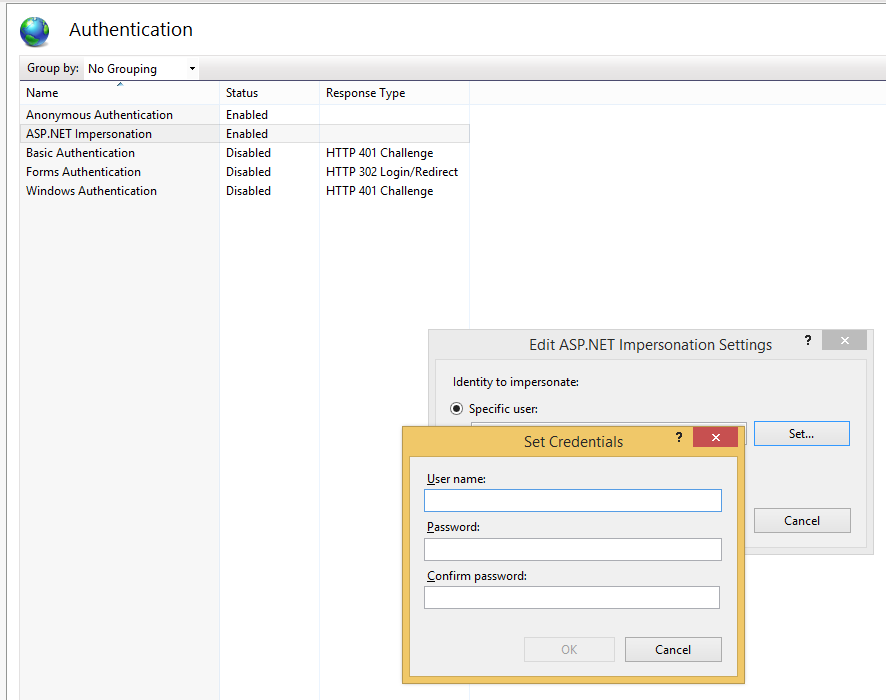 Authentication
Group by: No Grouping
Name Status Response Type
Anonymous Authentication Enabled
ASP.NET Impersonation Enabled
Basic Authentication Disabled HTTP 401 Challenge
Forms Authentication Disabled HTTP 302 Login/Redirect
Windows Authentication Disabled HTTP 401 Challenge
Edit ASP.NET Impersonation Settings ?
Identity to impersonate:
Specific user:
Set...
Cancel
Set Credentials ?
User name:
Password:
Confirm password:
OK Cancel